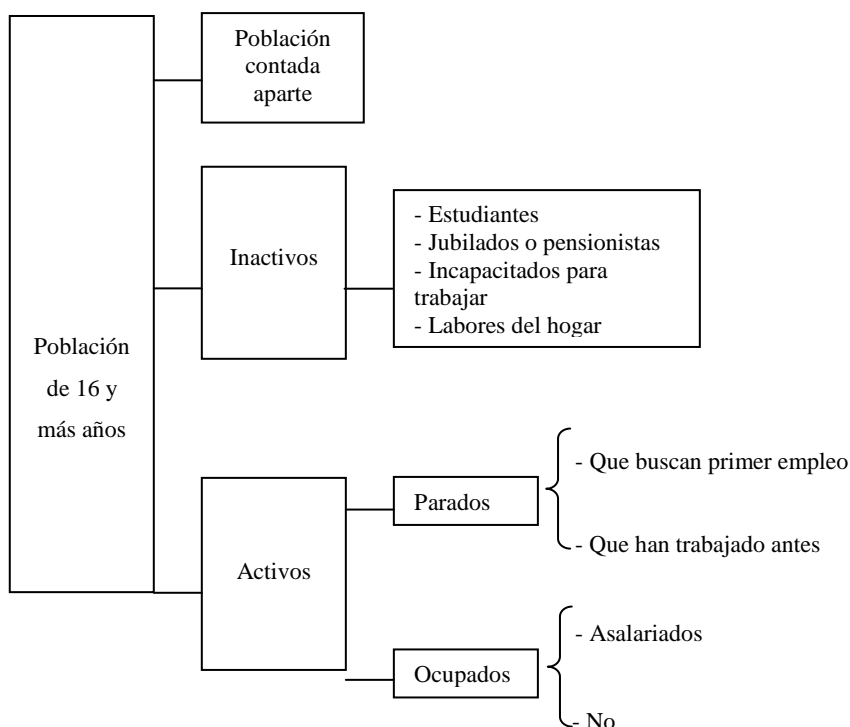 Población
contada
aparte
Inactivos
- Estudiantes
- Jubilados o pensionistas
- Incapacitados para
trabajar
- Labores del hogar
Población
de 16 y
más años
Activos
Parados
- Que buscan primer empleo
- Que han trabajado antes
Ocupados
- Asalariados
- No